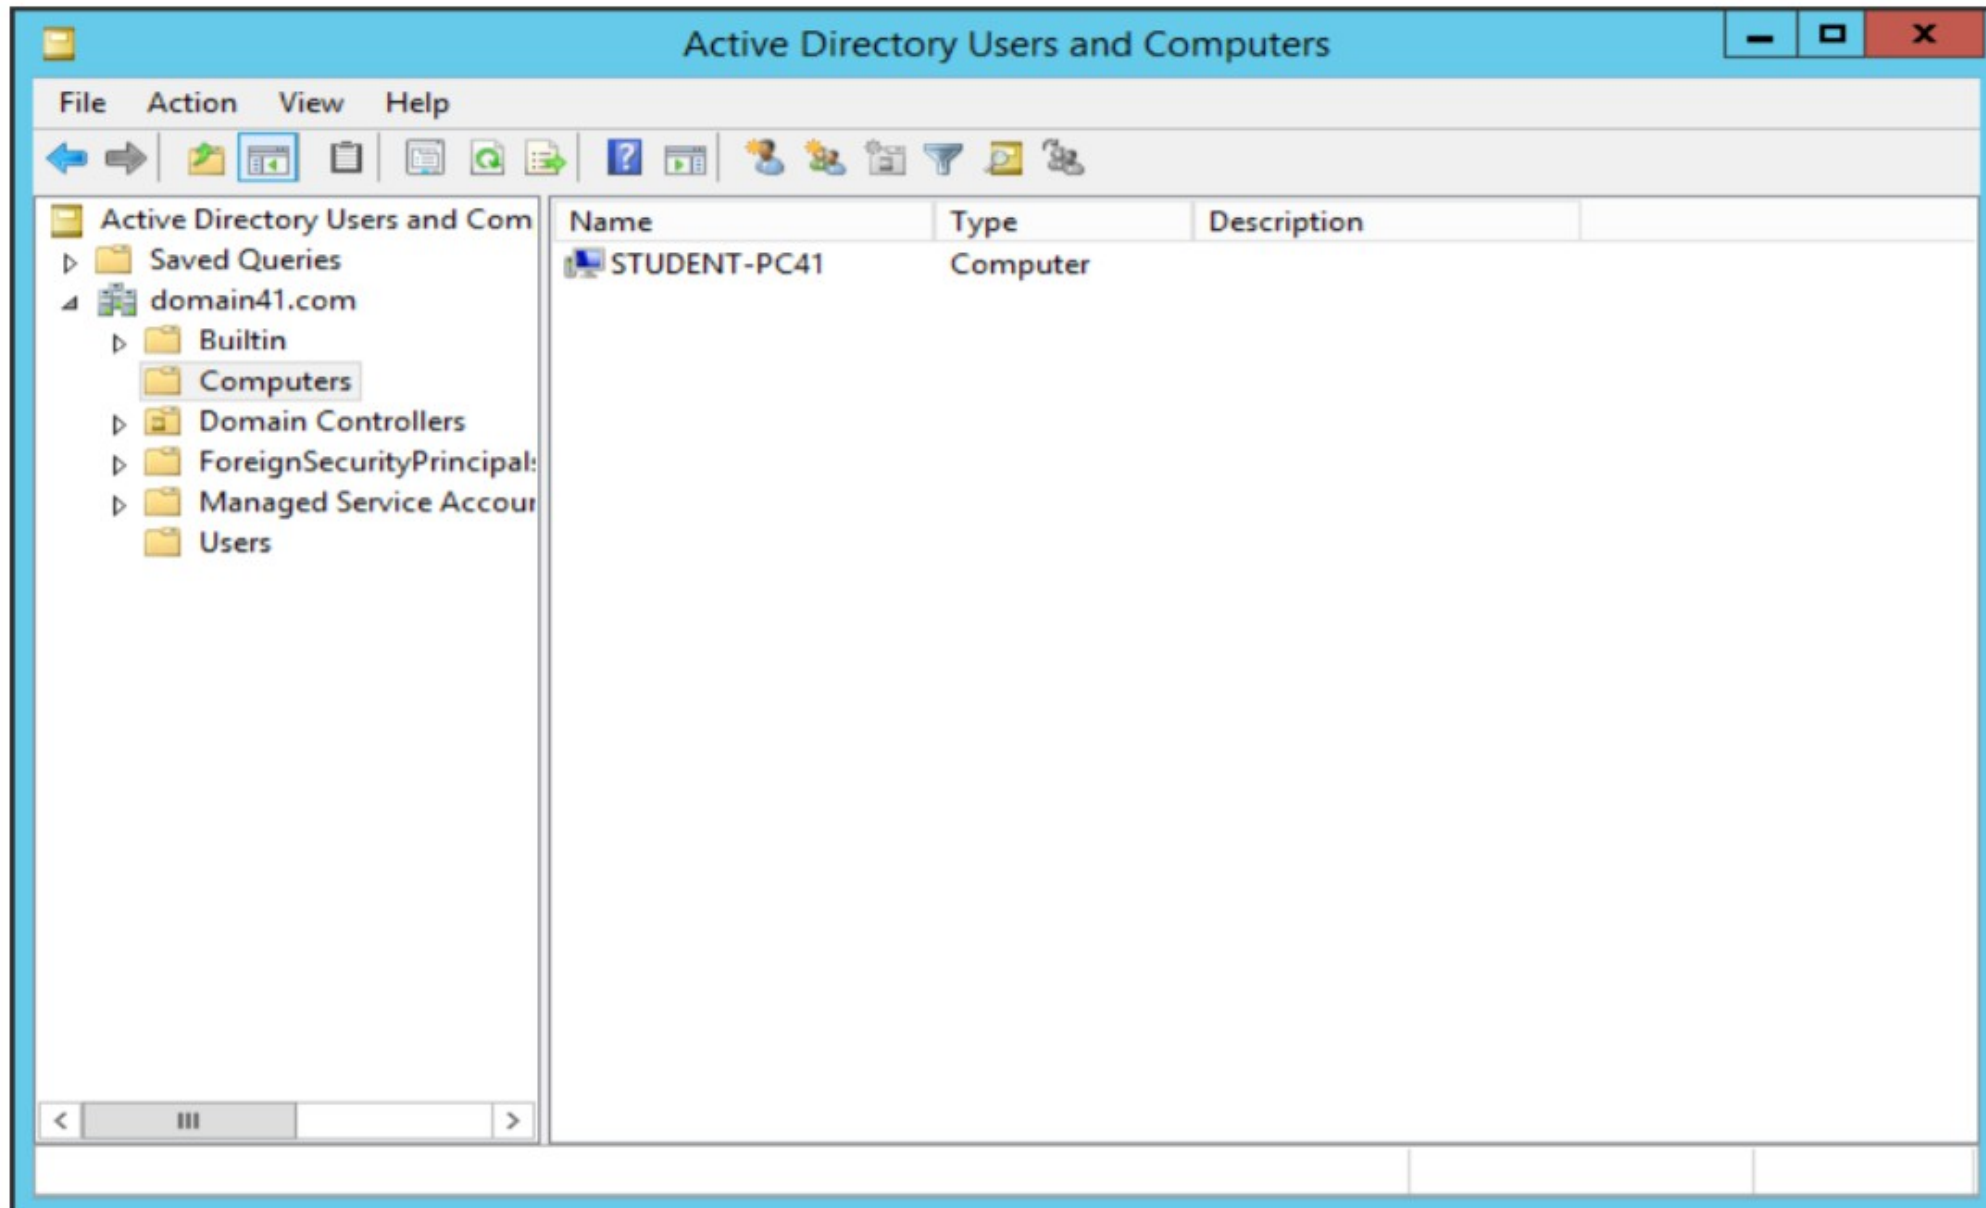 Active Directory Users and Computers
File Action View Help
Active Directory Users and Com
Saved Queries
domain41.com
Builtin
Computers
Domain Controllers
ForeignSecurityPrincipals
Managed Service Accour
Users
Name Type Description
STUDENT-PC41 Computer